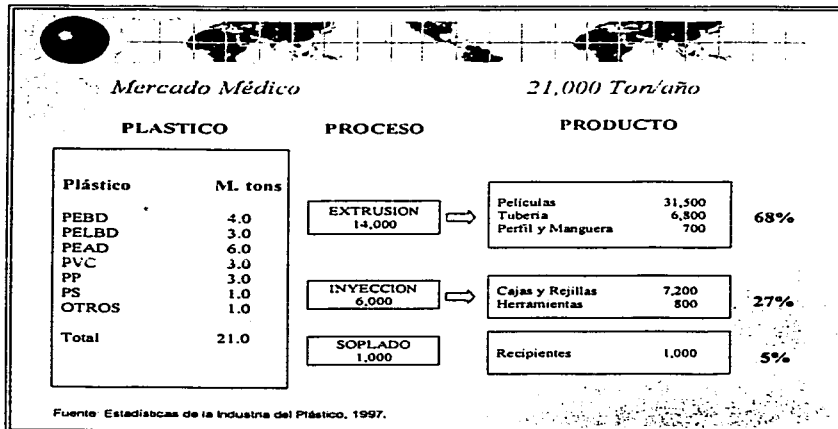 Mercado Médico 21,000 Ton/año
PLASTICO PROCESO PRODUCTO
Plástico M. tons
PEBD 4.0
PELBD 3.0
PEAD 6.0
PVC 3.0
PP 3.0
PS 1.0
OTROS 1.0
Total 21.0
EXTRUSION
14,000
Películas 31,500
Tubería 6,800
Perfil y Manguera 700
68%
INYECCION
6,000
Cajas y Rejillas 7,200
Herramientas 800
27%
SOPLADO
1,000
Recipientes 1,000
5%
Fuente: Estadísticas de la Industria del Plástico, 1997.